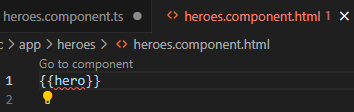 heroes.component.ts ● <> heroes.component.html 1
c > app > heroes > <> heroes.component.html
Go to component
1 {{hero}}
2